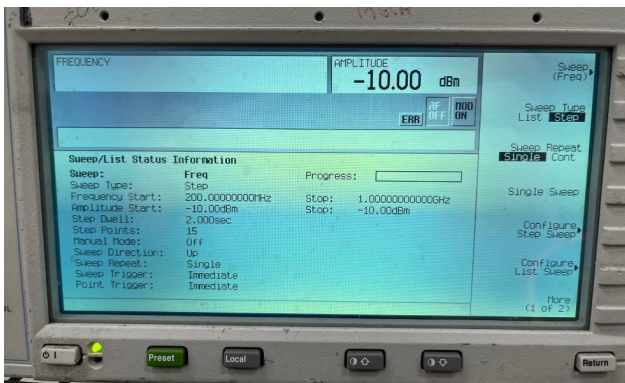 FREQUENCY
AMPLITUDE
-10.00 dBm
ERR RF OFF MOD ON
Sweep/List Status Information
Sweep: Freq Progress:
Sweep Type: Step
Frequency Start: 200.00000000MHz Stop: 1.00000000000GHz
Amplitude Start: -10.00dBm Stop: -10.00dBm
Step Dwell: 2.000sec
Step Points: 15
Manual Mode: Off
Sweep Direction: Up
Sweep Repeat: Single
Sweep Trigger: Immediate
Point Trigger: Immediate
Sweep
(Freq)
Sweep Type
List Step
Sweep Repeat
Single Cont
Single Sweep
Configure
Step Sweep
Configure
List Sweep
More
(1 of 2)
Preset
Local
Return